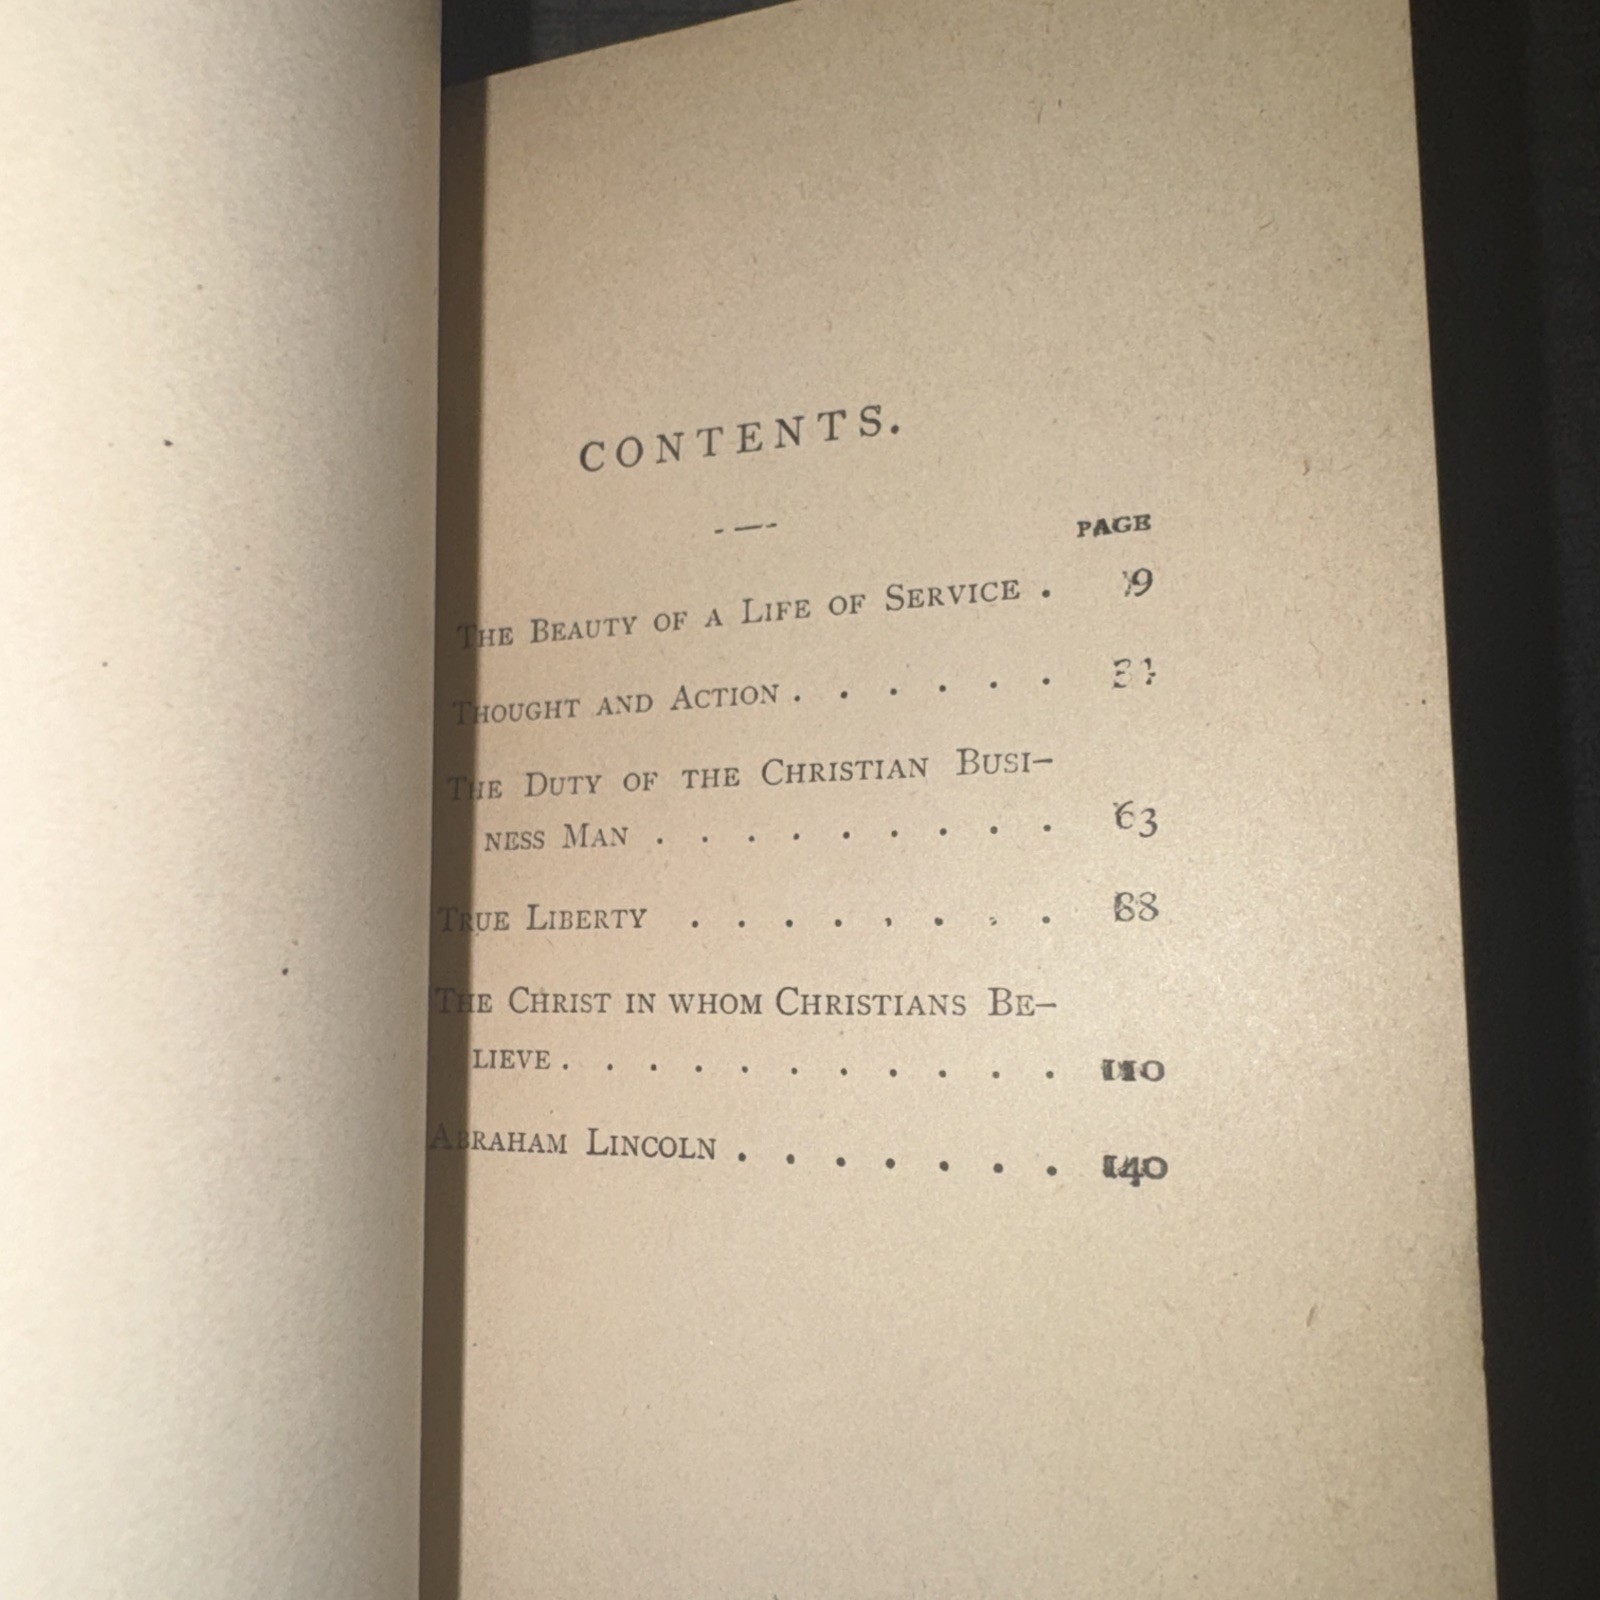 CONTENTS.
PAGE
THE BEAUTY OF A LIFE OF SERVICE . 9
THOUGHT AND ACTION . . . . . .
THE DUTY OF THE CHRISTIAN BUSI-
NESS MAN . . . . . . . . . 63
TRUE LIBERTY . . . . . . . . 88
THE CHRIST IN WHOM CHRISTIANS BE-
LIEVE . . . . . . . . . . . 110
ABRAHAM LINCOLN . . . . . . . 140